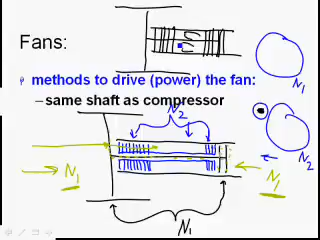 Fans:
N1
methods to drive (power) the fan:
– same shaft as compressor
N2
N2
N1
N1
N1